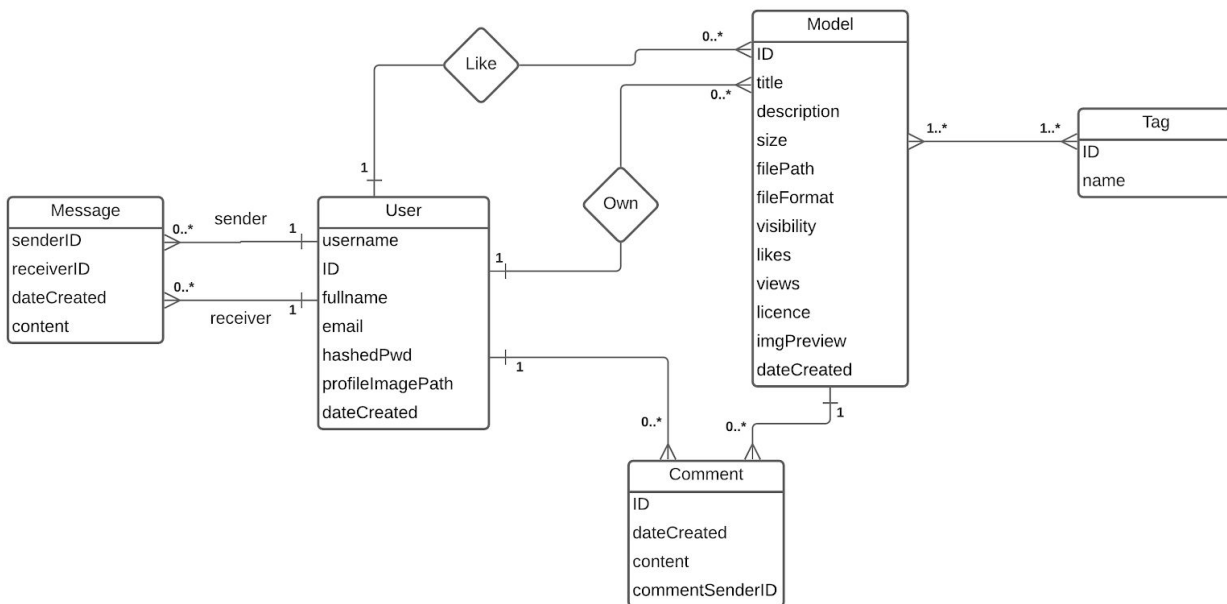 Like
0..*
1
Own
0..*
1
Model
ID
title
description
size
filePath
fileFormat
visibility
likes
views
licence
imgPreview
dateCreated
1..*
1..*
Tag
ID
name
Message
senderID
receiverID
dateCreated
content
0..*
sender
1
0..*
receiver
1
User
username
ID
fullname
email
hashedPwd
profileImagePath
dateCreated
1
0..*
1
0..*
Comment
ID
dateCreated
content
commentSenderID